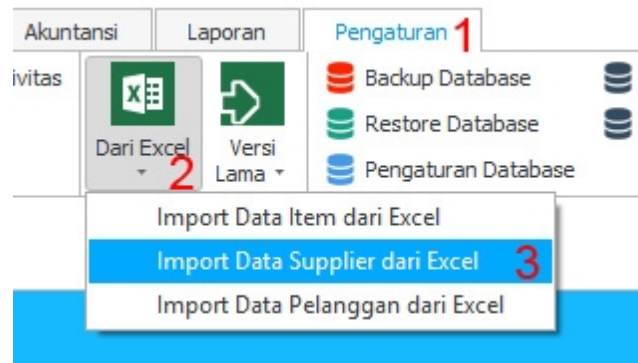 Akuntansi Laporan Pengaturan 1
ivitas
Dari Excel 2
Versi
Lama
Backup Database
Restore Database
Pengaturan Database
Import Data Item dari Excel
Import Data Supplier dari Excel 3
Import Data Pelanggan dari Excel